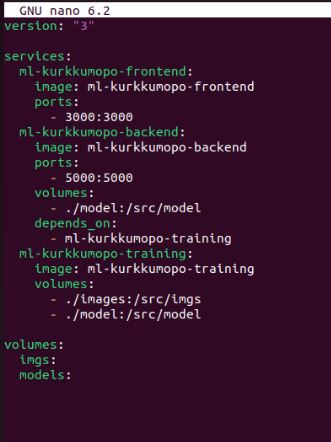 GNU nano 6.2
version: "3"
services:
  ml-kurkkumopo-frontend:
    image: ml-kurkkumopo-frontend
    ports:
      - 3000:3000
  ml-kurkkumopo-backend:
    image: ml-kurkkumopo-backend
    ports:
      - 5000:5000
    volumes:
      - ./model:/src/model
    depends_on:
      - ml-kurkkumopo-training
  ml-kurkkumopo-training:
    image: ml-kurkkumopo-training
    volumes:
      - ./images:/src/imgs
      - ./model:/src/model
volumes:
  imgs:
  models: